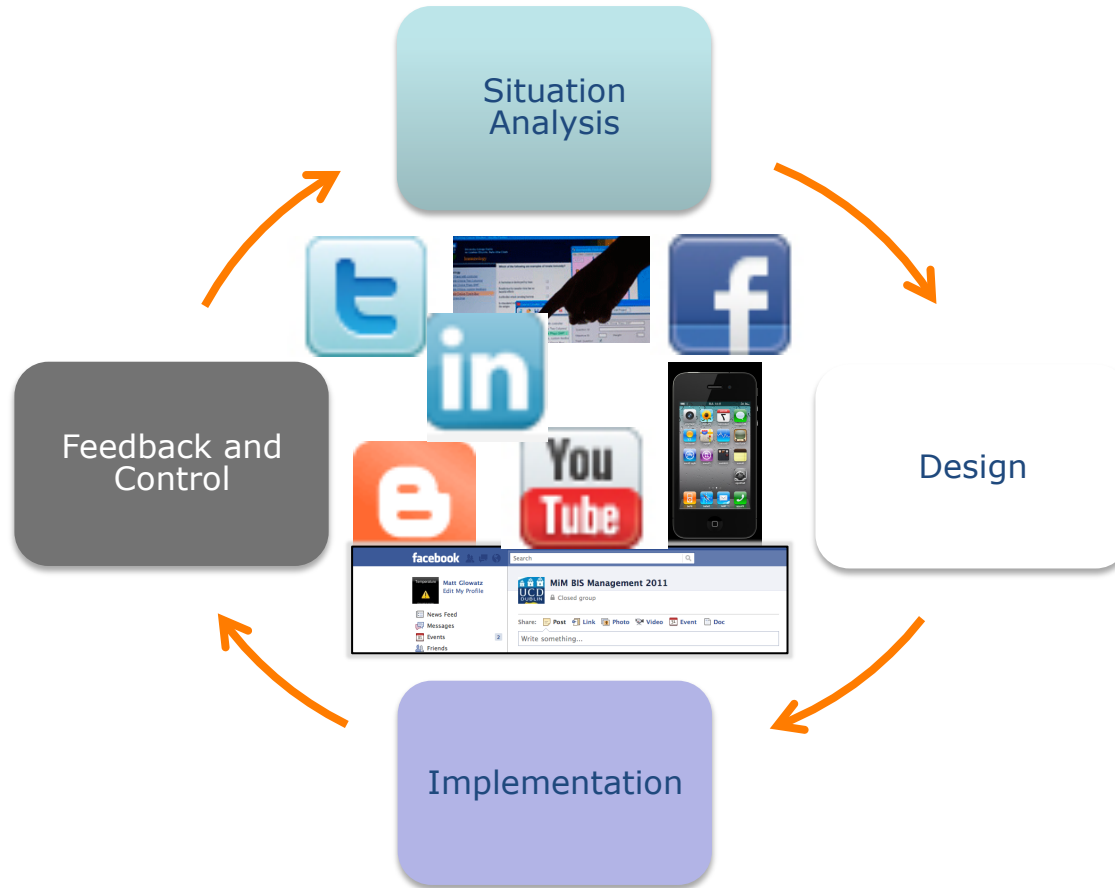 Situation
Analysis
t
f
in
You
Tube
Feedback and
Control
Design
facebook
Search
Matt Glowatz
Edit My Profile
UCD
DUBLIN
MiM BIS Management 2011
Closed group
News Feed
Messages
Events 2
Friends
Share: Post Link Photo Video Event Doc
Write something...
Implementation